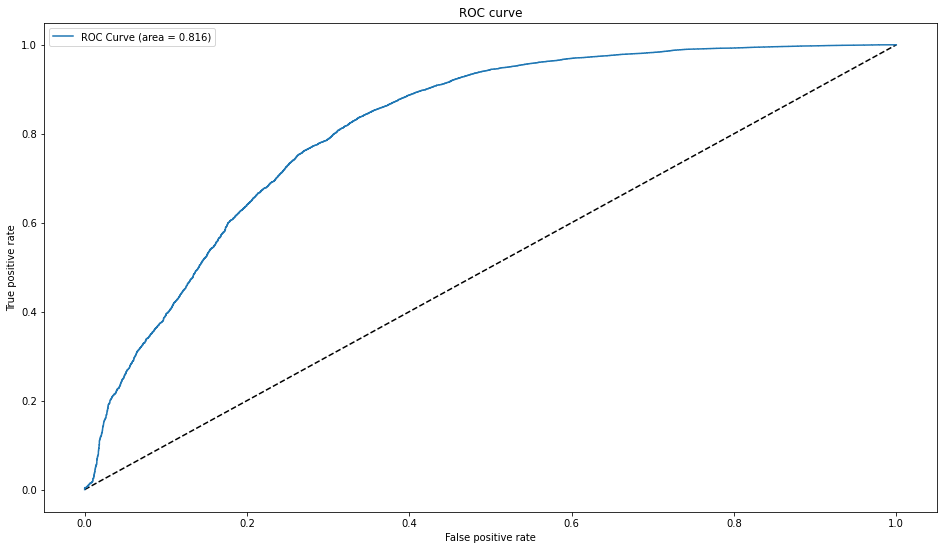 ROC curve
ROC Curve (area = 0.816)
1.0
0.8
0.6
0.4
0.2
0.0
True positive rate
0.0 0.2 0.4 0.6 0.8 1.0
False positive rate